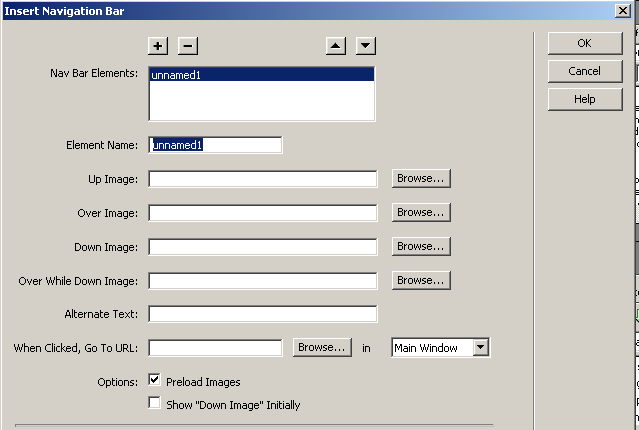 Insert Navigation Bar
OK
Nav Bar Elements: unnamed1
Cancel
Help
Element Name: unnamed1
Up Image: Browse...
Over Image: Browse...
Down Image: Browse...
Over While Down Image: Browse...
Alternate Text:
When Clicked, Go To URL: Browse... in Main Window
Options: Preload Images
Show "Down Image" Initially